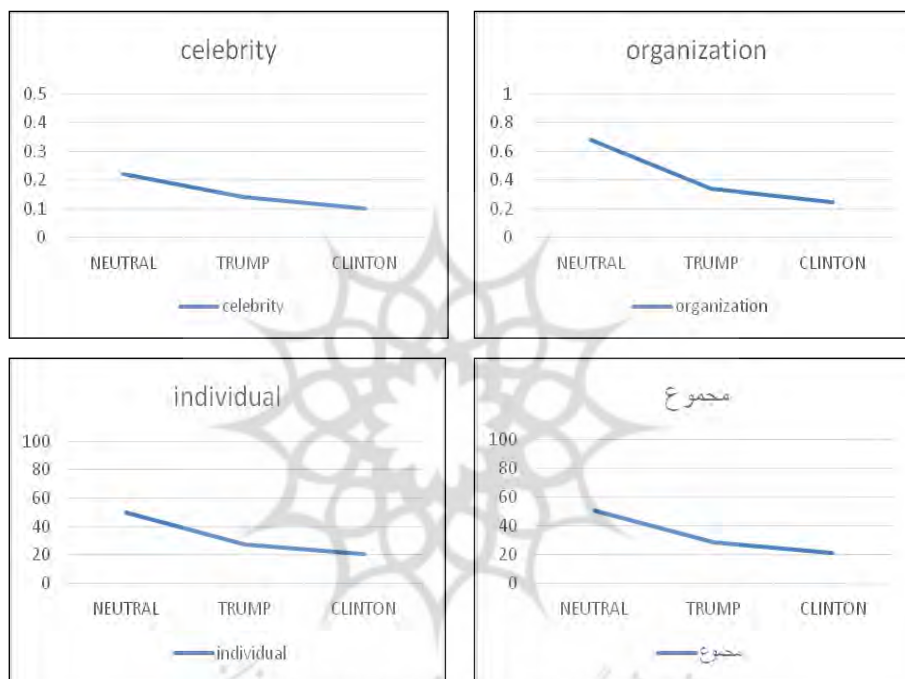 celebrity
0.5
0.4
0.3
0.2
0.1
0
NEUTRAL TRUMP CLINTON
celebrity
organization
1
0.8
0.6
0.4
0.2
0
NEUTRAL TRUMP CLINTON
organization
individual
100
80
60
40
20
0
NEUTRAL TRUMP CLINTON
individual
مجموع
100
80
60
40
20
0
NEUTRAL TRUMP CLINTON
مجموع